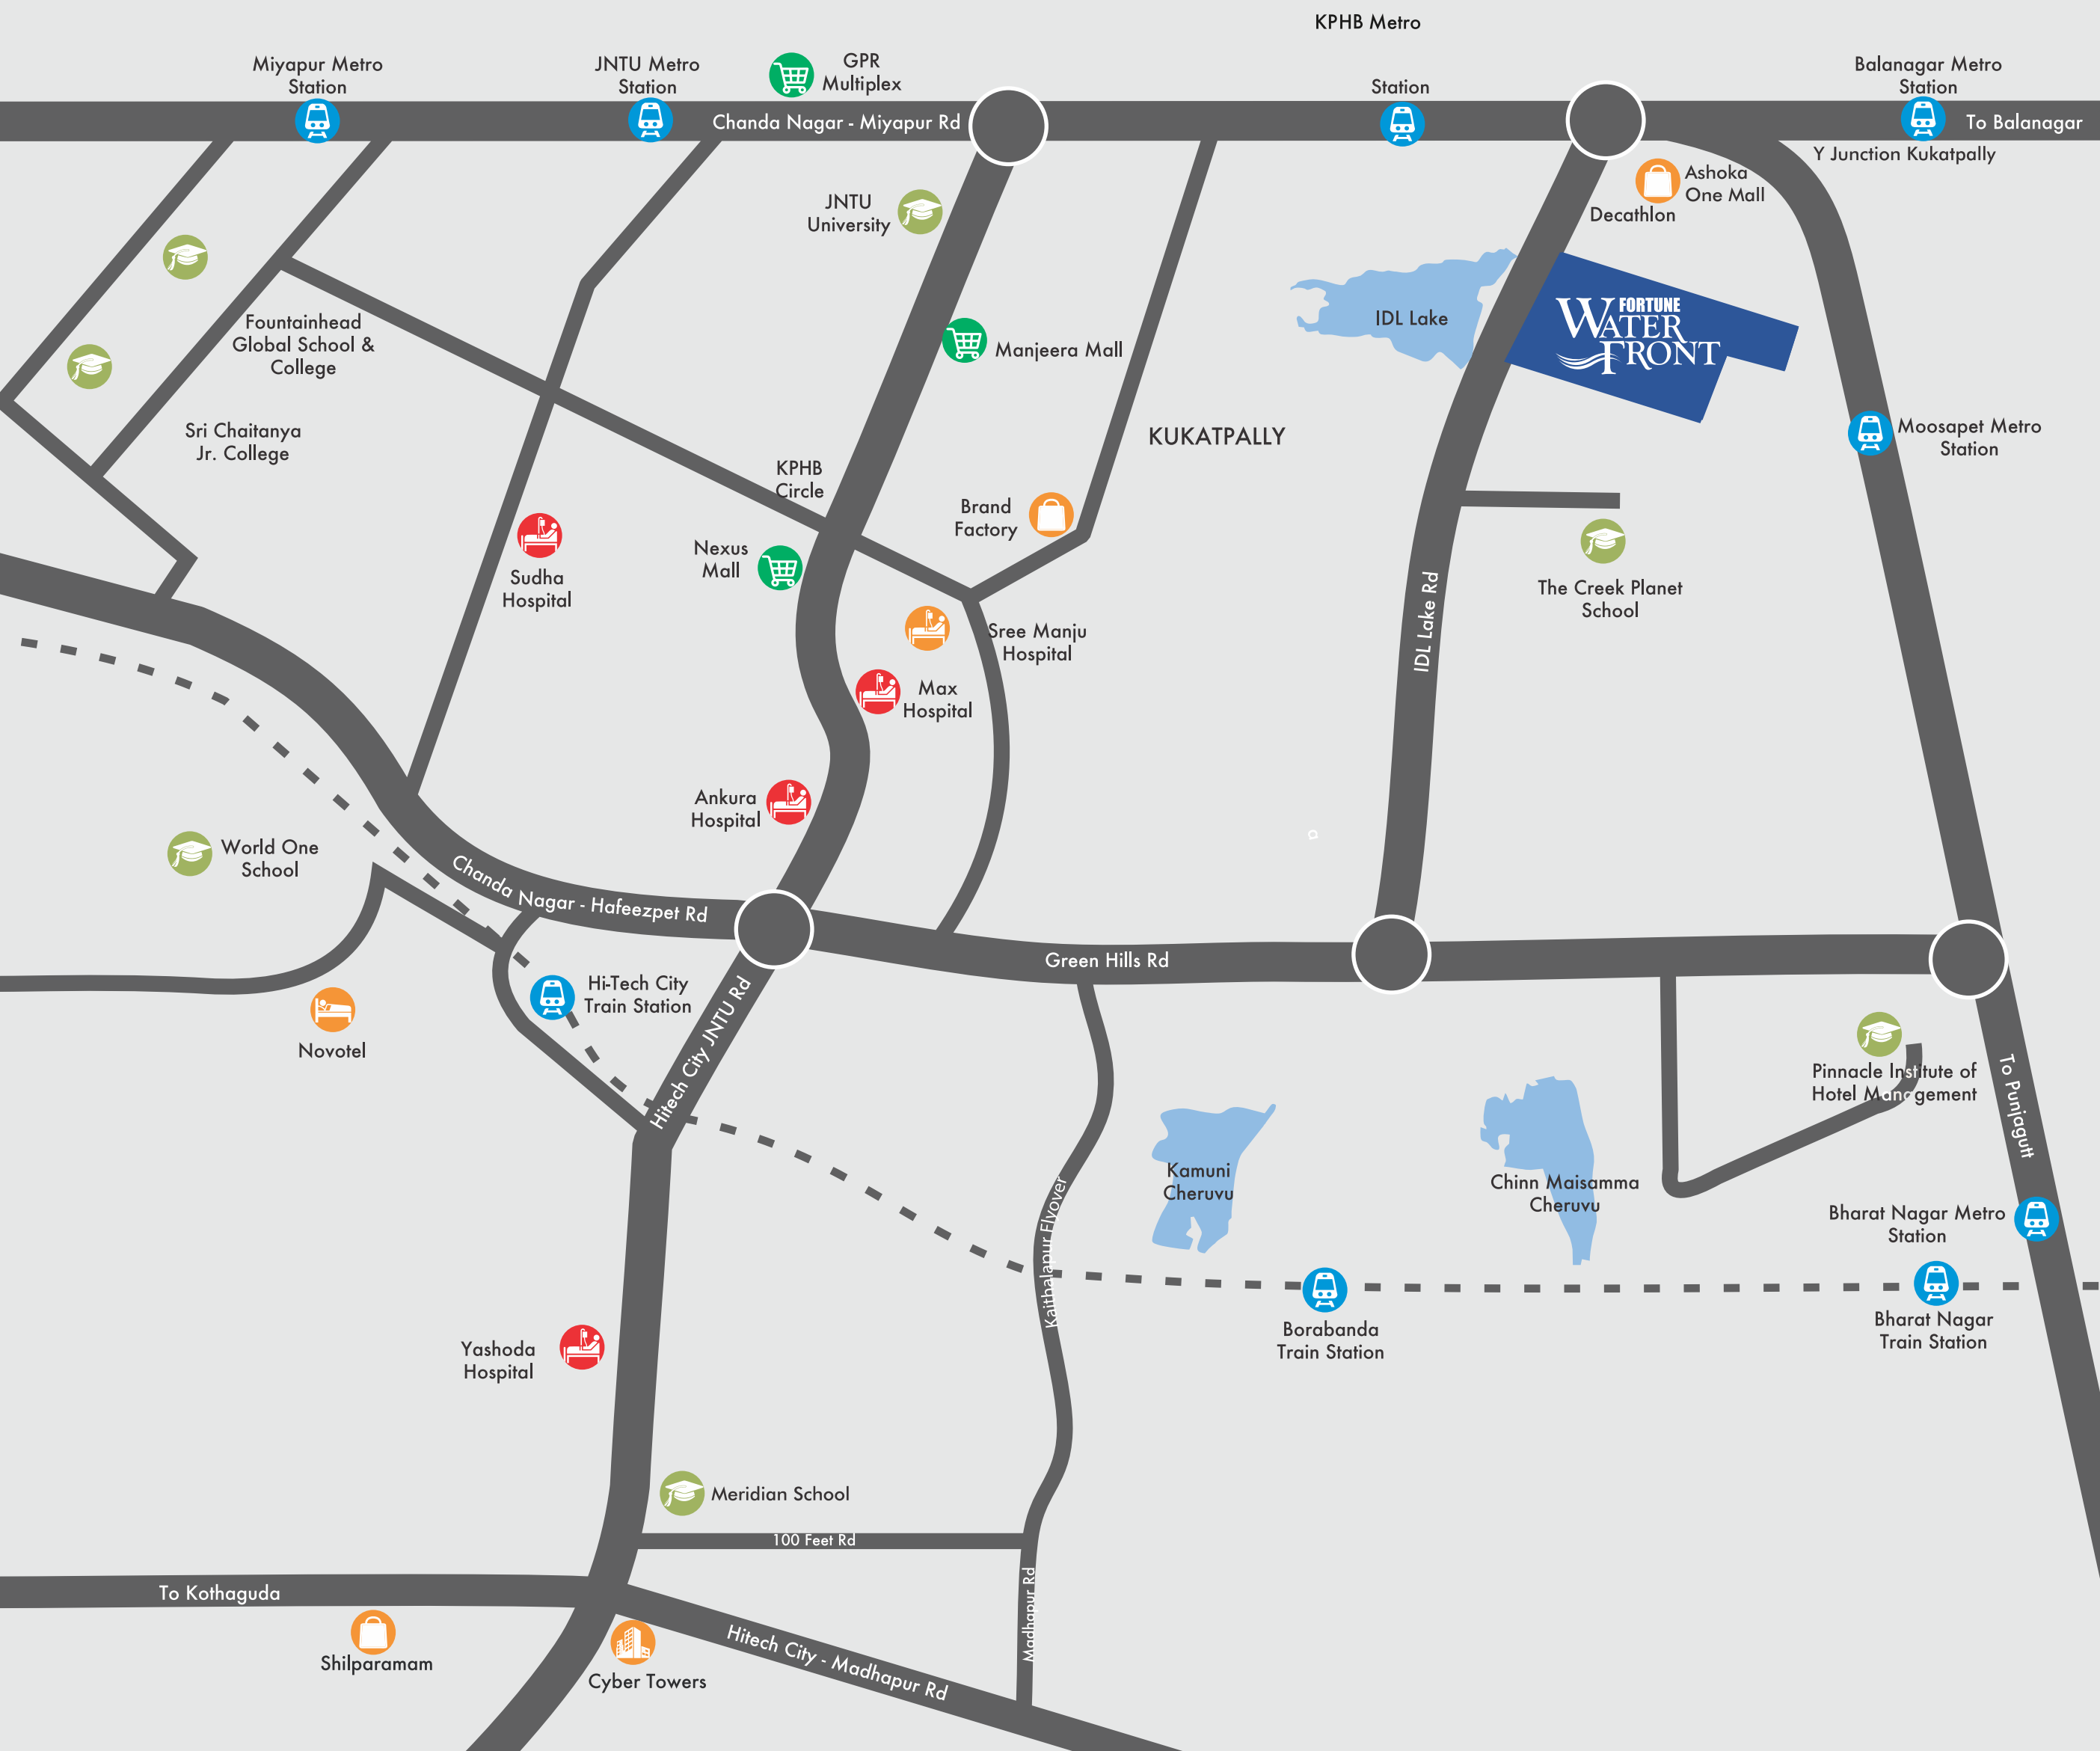 KPHB Metro
Miyapur Metro
Station
JNTU Metro
Station
GPR
Multiplex
Station
Balanagar Metro
Station
Chanda Nagar - Miyapur Rd
To Balanagar
Y Junction Kukatpally
Ashoka
One Mall
Decathlon
JNTU
University
FORTUNE
WATER
FRONT
IDL Lake
Fountainhead
Global School &
College
Manjeera Mall
Sri Chaitanya
Jr. College
KUKATPALLY
Moosapet Metro
Station
KPHB
Circle
Brand
Factory
Nexus
Mall
Sudha
Hospital
The Creek Planet
School
IDL Lake Rd
Sree Manju
Hospital
Max
Hospital
Ankura
Hospital
World One
School
Chanda Nagar - Hafeezpet Rd
Green Hills Rd
Hi-Tech City
Train Station
Hitech City JNTU Rd
Novotel
Pinnacle Institute of
Hotel Management
To Punjagutt
Kamuni
Cheruvu
Chinn Maisamma
Cheruvu
Kaithalapur Flyover
Bharat Nagar Metro
Station
Borabanda
Train Station
Bharat Nagar
Train Station
Yashoda
Hospital
Meridian School
100 Feet Rd
To Kothaguda
Madhapur Rd
Shilparamam
Cyber Towers
Hitech City - Madhapur Rd